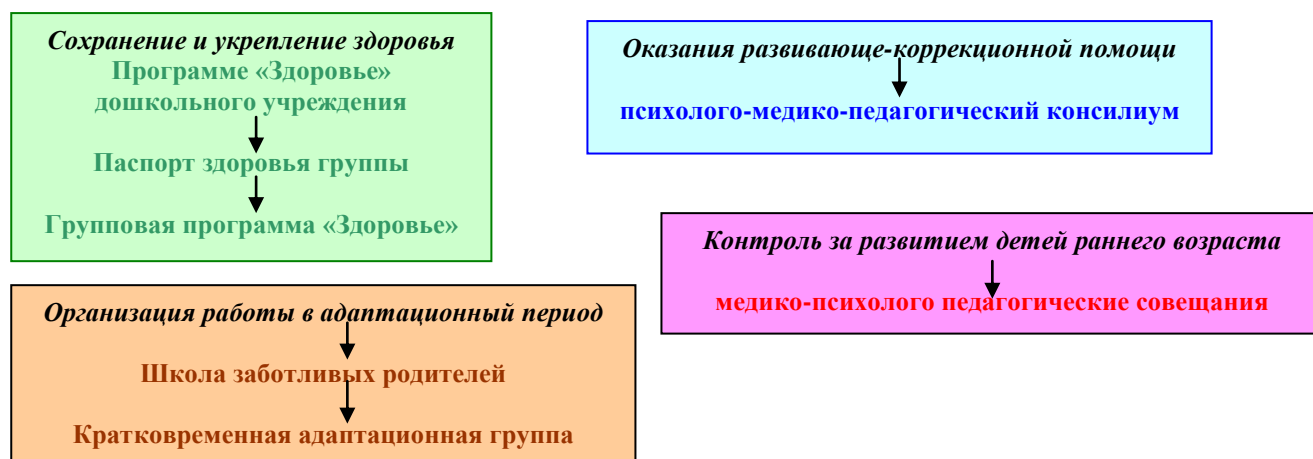 Сохранение и укрепление здоровья
Программе «Здоровье»
дошкольного учреждения
Паспорт здоровья группы
Групповая программа «Здоровье»
Оказания развивающе-коррекционной помощи
психолого-медико-педагогический консилиум
Контроль за развитием детей раннего возраста
медико-психолого педагогические совещания
Организация работы в адаптационный период
Школа заботливых родителей
Кратковременная адаптационная группа